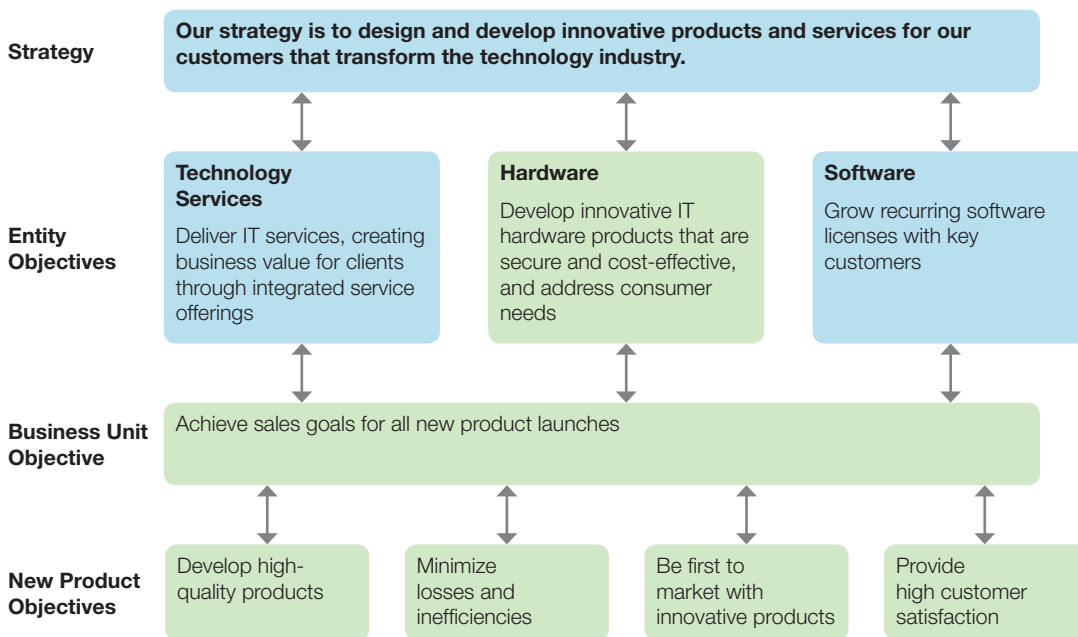 Strategy
Our strategy is to design and develop innovative products and services for our
customers that transform the technology industry.
Entity
Objectives
Technology
Services
Deliver IT services, creating
business value for clients
through integrated service
offerings
Hardware
Develop innovative IT
hardware products that are
secure and cost-effective,
and address consumer
needs
Software
Grow recurring software
licenses with key
customers
Business Unit
Objective
Achieve sales goals for all new product launches
New Product
Objectives
Develop high-
quality products
Minimize
losses and
inefficiencies
Be first to
market with
innovative products
Provide
high customer
satisfaction